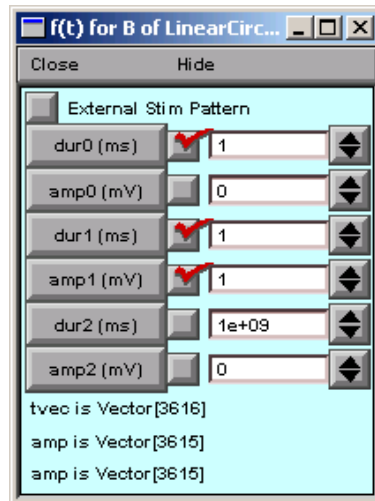 f(t) for B of LinearCirc...
Close Hide
External Stim Pattern
dur0 (ms) 1
amp0 (mV) 0
dur1 (ms) 1
amp1 (mV) 1
dur2 (ms) 1e+09
amp2 (mV) 0
tvec is Vector[3616]
amp is Vector[3615]
amp is Vector[3615]